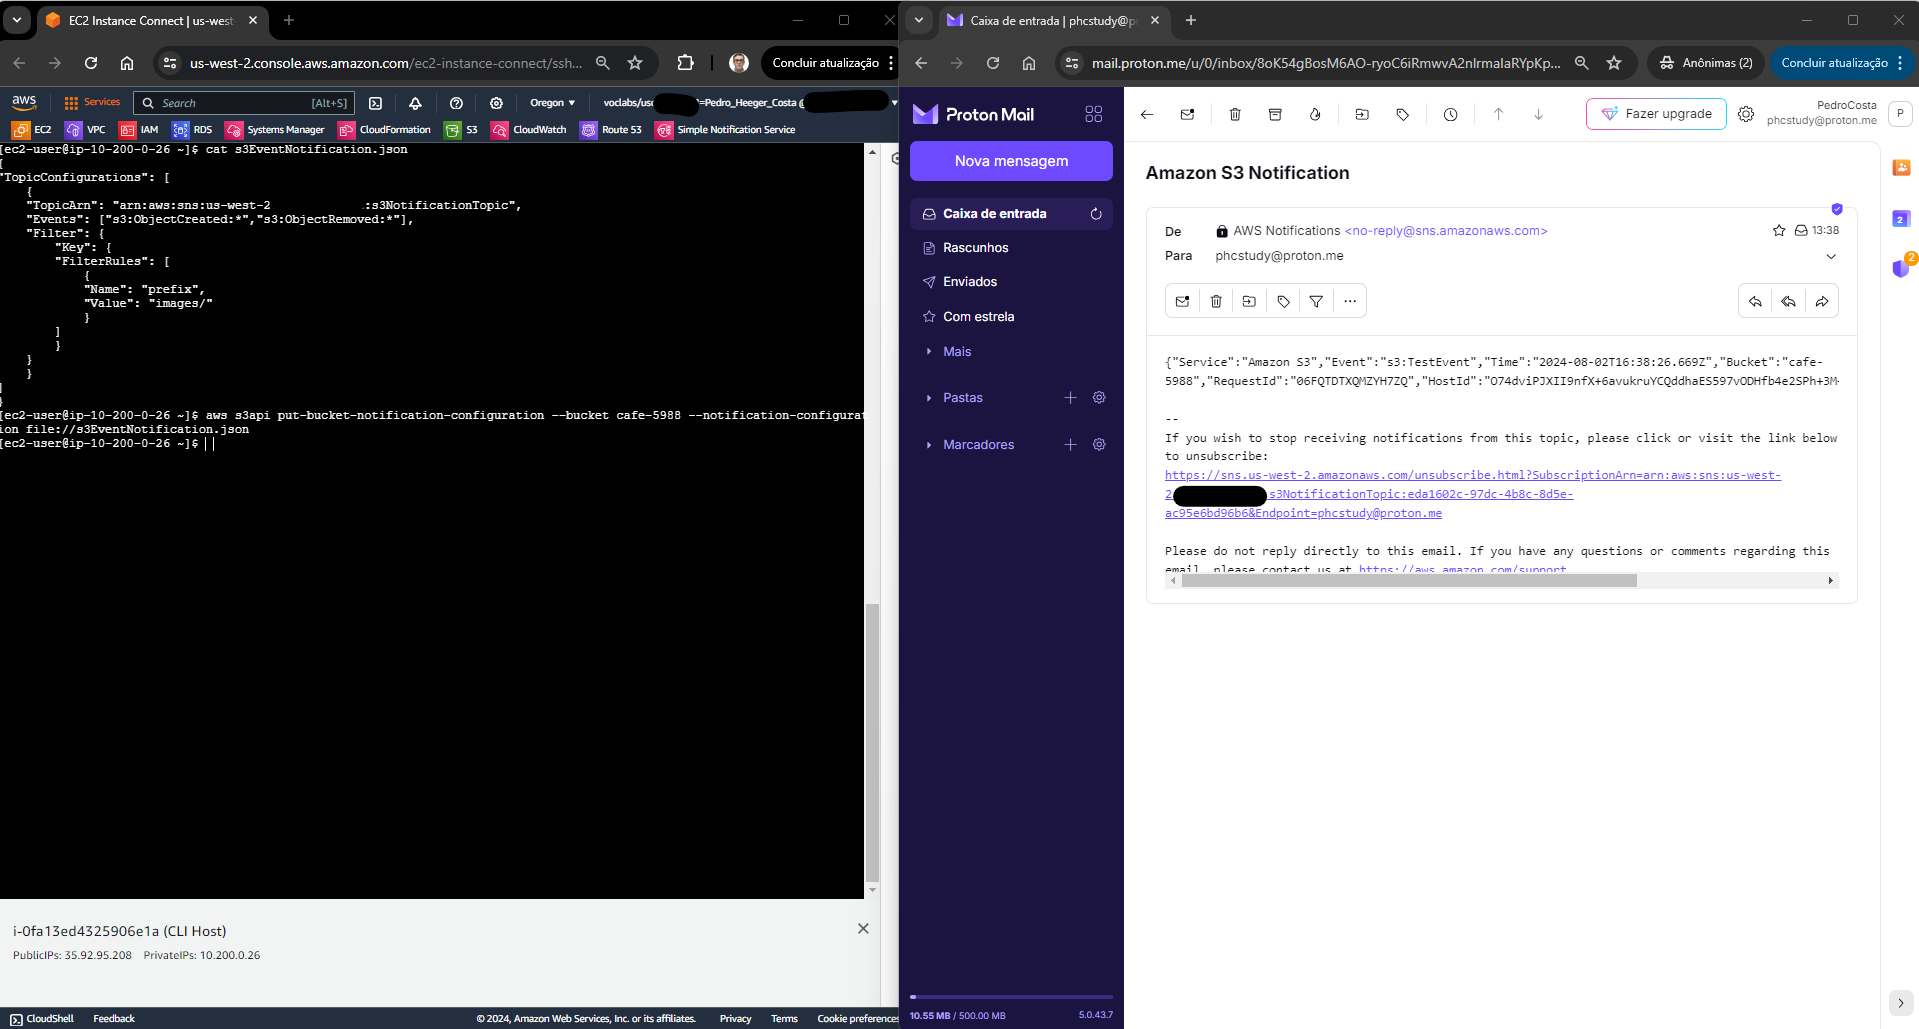 EC2 Instance Connect | us-west-
us-west-2.console.aws.amazon.com/ec2-instance-connect/ssh...
Concluir atualização
aws
Services
Search
[Alt+S]
Oregon
=Pedro_Heeger_Costa @
EC2
VPC
IAM
RDS
Systems Manager
CloudFormation
S3
CloudWatch
Route 53
Simple Notification Service
[ec2-user@ip-10-200-0-26 ~]$ cat s3EventNotification.json
{
"TopicConfigurations": [
{
"TopicArn": "arn:aws:sns:us-west-2 :s3NotificationTopic",
"Events": ["s3:ObjectCreated:*","s3:ObjectRemoved:*"],
"Filter": {
"Key": {
"FilterRules": [
{
"Name": "prefix",
"Value": "images/"
}
]
}
}
}
]
}
[ec2-user@ip-10-200-0-26 ~]$ aws s3api put-bucket-notification-configuration --bucket cafe-5988 --notification-configurat
ion file://s3EventNotification.json
[ec2-user@ip-10-200-0-26 ~]$
i-0fa13ed4325906e1a (CLI Host)
PublicIPs: 35.92.95.208 PrivateIPs: 10.200.0.26
CloudShell
Feedback
© 2024, Amazon Web Services, Inc. or its affiliates.
Privacy
Terms
Cookie preferences
Caixa de entrada | phcstudy@p
mail.proton.me/u/0/inbox/8oK54gBosM6AO-ryoC6iRmwvA2nIrmaIaRYpKp...
Anônimas (2)
Concluir atualização
Proton Mail
Nova mensagem
Caixa de entrada
Rascunhos
Enviados
Com estrela
Mais
Pastas
Marcadores
10.55 MB / 500.00 MB
5.0.43.7
Fazer upgrade
PedroCosta
phcstudy@proton.me
P
Amazon S3 Notification
De AWS Notifications <no-reply@sns.amazonaws.com>
13:38
Para phcstudy@proton.me
{"Service":"Amazon S3","Event":"s3:TestEvent","Time":"2024-08-02T16:38:26.669Z","Bucket":"cafe-
5988","RequestId":"06FQTDTXQMZYH7ZQ","HostId":"O74dviPJXII9nfX+6avukruYCQddhaES597vODHfb4e2SPh+3M+
--
If you wish to stop receiving notifications from this topic, please click or visit the link below
to unsubscribe:
https://sns.us-west-2.amazonaws.com/unsubscribe.html?SubscriptionArn=arn:aws:sns:us-west-
2 s3NotificationTopic:eda1602c-97dc-4b8c-8d5e-
ac95e6bd96b6&Endpoint=phcstudy@proton.me
Please do not reply directly to this email. If you have any questions or comments regarding this
email, please contact us at https://aws.amazon.com/support
2
2